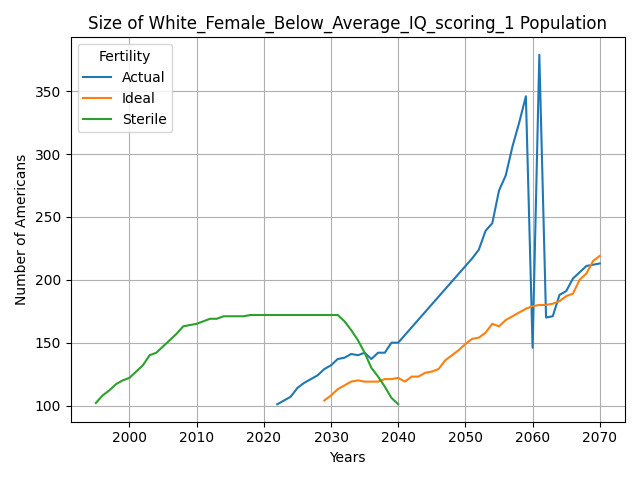 Size of White_Female_Below_Average_IQ_scoring_1 Population
Fertility
Actual
Ideal
Sterile
Number of Americans
350
300
250
200
150
100
2000 2010 2020 2030 2040 2050 2060 2070
Years